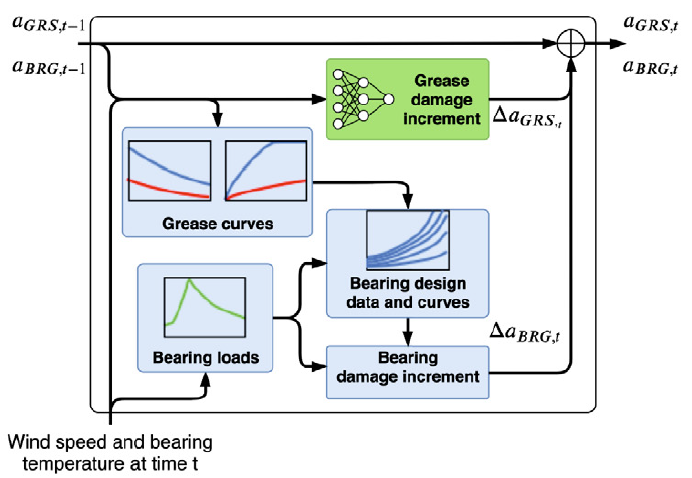 a_{GRS,t−1}
a_{GRS,t}
a_{BRG,t−1}
a_{BRG,t}
Grease
damage
increment
Δa_{GRS,t}
Grease curves
Bearing design
data and curves
Bearing loads
Δa_{BRG,t}
Bearing
damage increment
Wind speed and bearing
temperature at time t